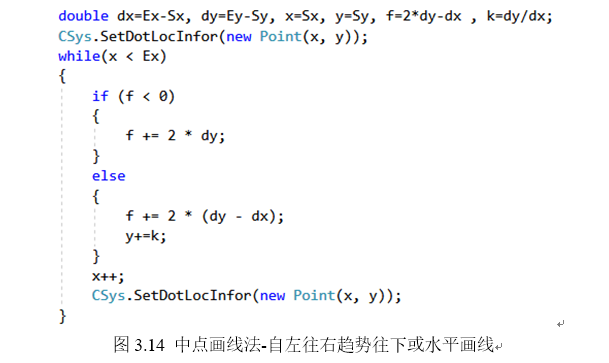 double dx=Ex-Sx, dy=Ey-Sy, x=Sx, y=Sy, f=2*dy-dx , k=dy/dx;
CSys.SetDotLocInfor(new Point(x, y));
while(x < Ex)
{
if (f < 0)
{
f += 2 * dy;
}
else
{
f += 2 * (dy - dx);
y+=k;
}
x++;
CSys.SetDotLocInfor(new Point(x, y));
}
图 3.14 中点画线法-自左往右趋势往下或水平画线